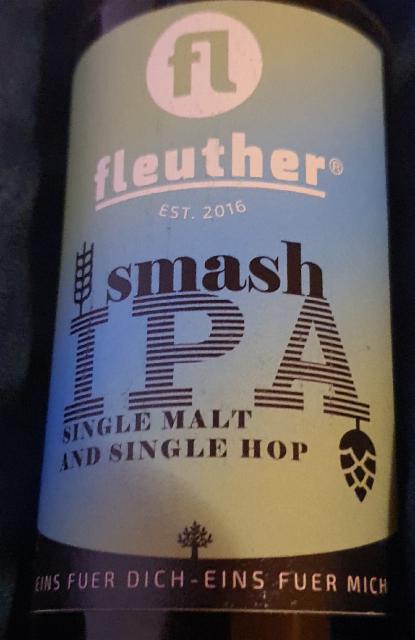 fl
fleuther®
EST. 2016
smash
IPA
SINGLE MALT
AND SINGLE HOP
EINS FUER DICH-EINS FUER MICH